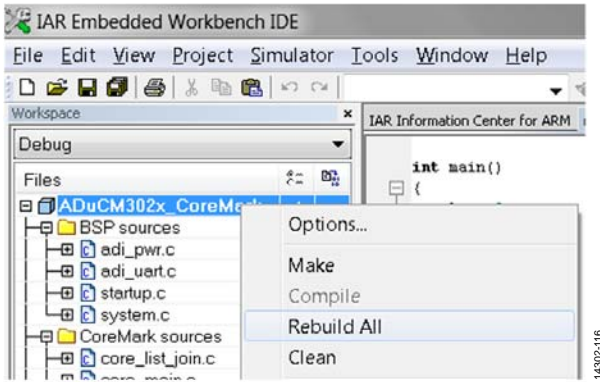 IAR Embedded Workbench IDE
File Edit View Project Simulator Tools Window Help
Workspace
IAR Information Center for ARM
Debug
Files
int main()
{
ADuCM302x_CoreMark
BSP sources
adi_pwr.c
adi_uart.c
startup.c
system.c
CoreMark sources
core_list_join.c
Options...
Make
Compile
Rebuild All
Clean
14302-116